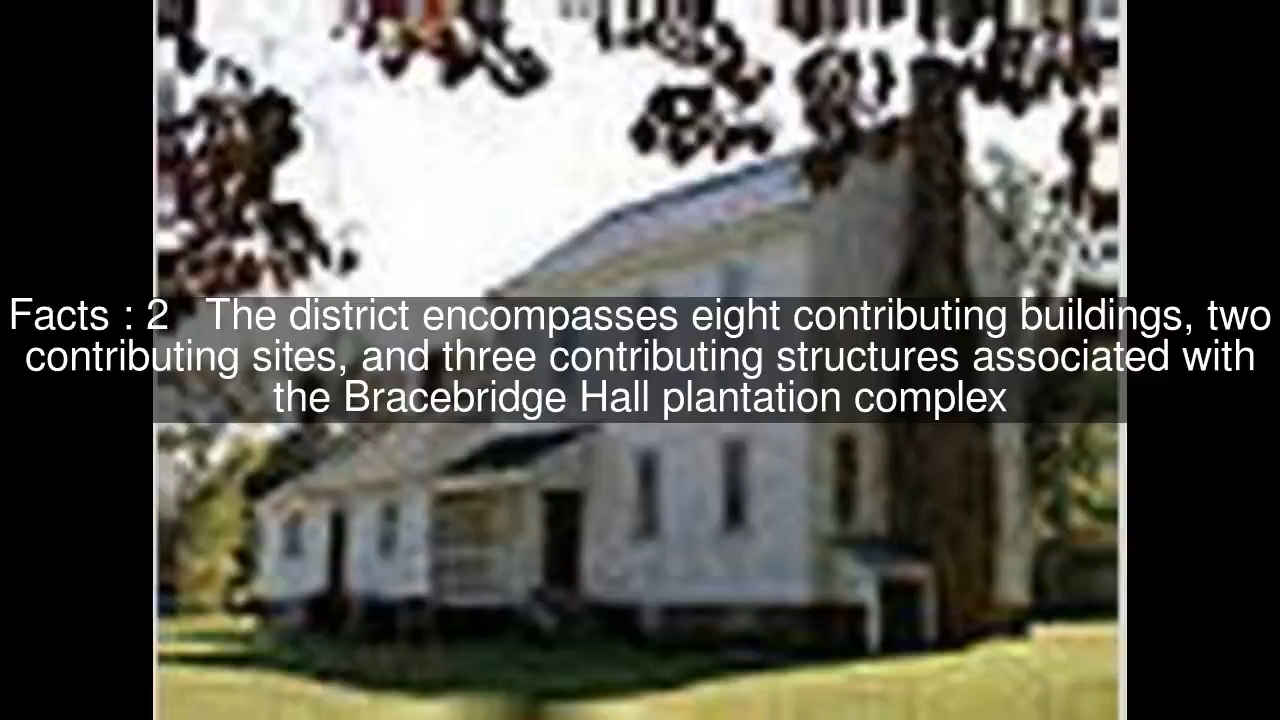 Facts : 2   The district encompasses eight contributing buildings, two
contributing sites, and three contributing structures associated with
the Bracebridge Hall plantation complex